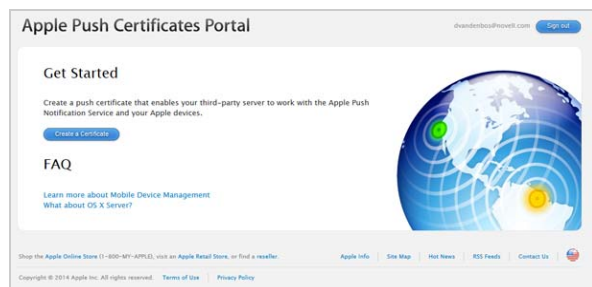 Apple Push Certificates Portal
dvandenbos@novell.com Sign out
Get Started
Create a push certificate that enables your third-party server to work with the Apple Push
Notification Service and your Apple devices.
Create a Certificate
FAQ
Learn more about Mobile Device Management
What about OS X Server?
Shop the Apple Online Store (1-800-MY-APPLE), visit an Apple Retail Store, or find a reseller. Apple Info Site Map Hot News RSS Feeds Contact Us
Copyright © 2014 Apple Inc. All rights reserved. Terms of Use Privacy Policy